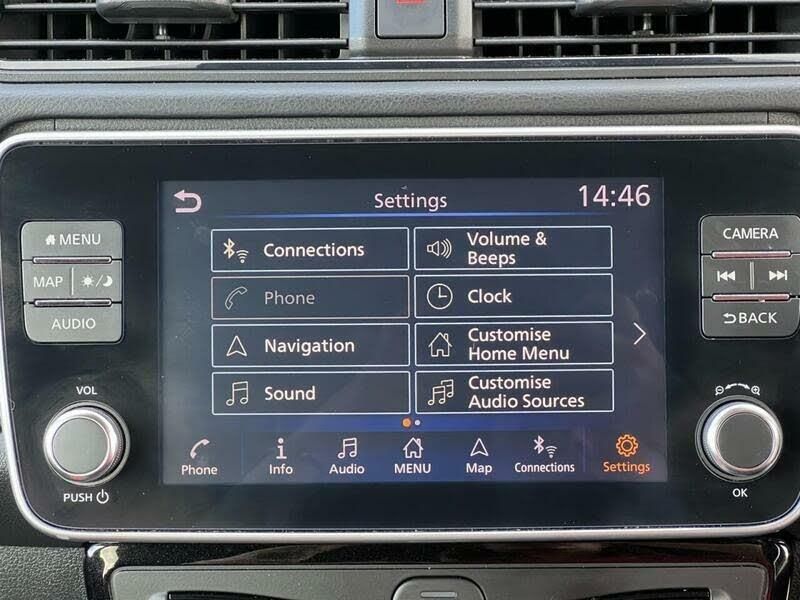 Settings 14:46
MENU
MAP
AUDIO
Connections
Phone
Navigation
Sound
Volume &
Beeps
Clock
Customise
Home Menu
Customise
Audio Sources
CAMERA
BACK
VOL
PUSH
OK
Phone Info Audio MENU Map Connections Settings